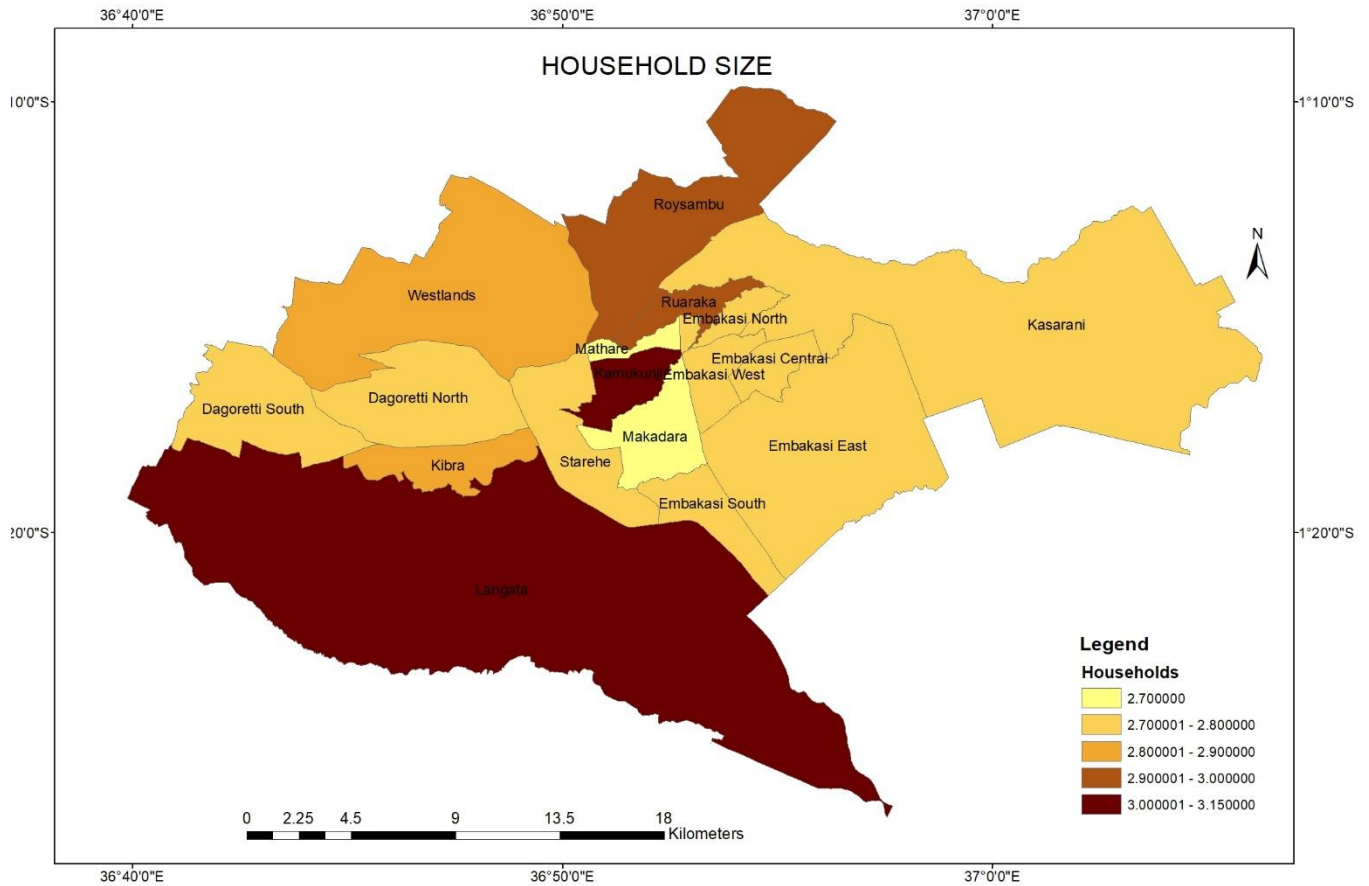 36°40'0"E 36°50'0"E 37°0'0"E
HOUSEHOLD SIZE
10'0"S
1°10'0"S
Roysambu
N
Westlands
Ruaraka
Kasarani
Embakasi North
Mathare
Embakasi Central
Kamukunji
Embakasi West
Dagoretti North
Dagoretti South
Makadara
Embakasi East
Starehe
Kibra
Embakasi South
20'0"S
1°20'0"S
Langata
Legend
Households
2.700000
2.700001 - 2.800000
2.800001 - 2.900000
2.900001 - 3.000000
3.000001 - 3.150000
0 2.25 4.5 9 13.5 18
Kilometers
36°40'0"E 36°50'0"E 37°0'0"E